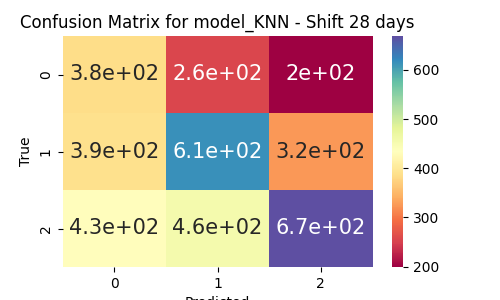 Confusion Matrix for model_KNN - Shift 28 days
0 3.8e+02 2.6e+02 2e+02
1 3.9e+02 6.1e+02 3.2e+02
2 4.3e+02 4.6e+02 6.7e+02
True
0 1 2
Predicted
600
500
400
300
200